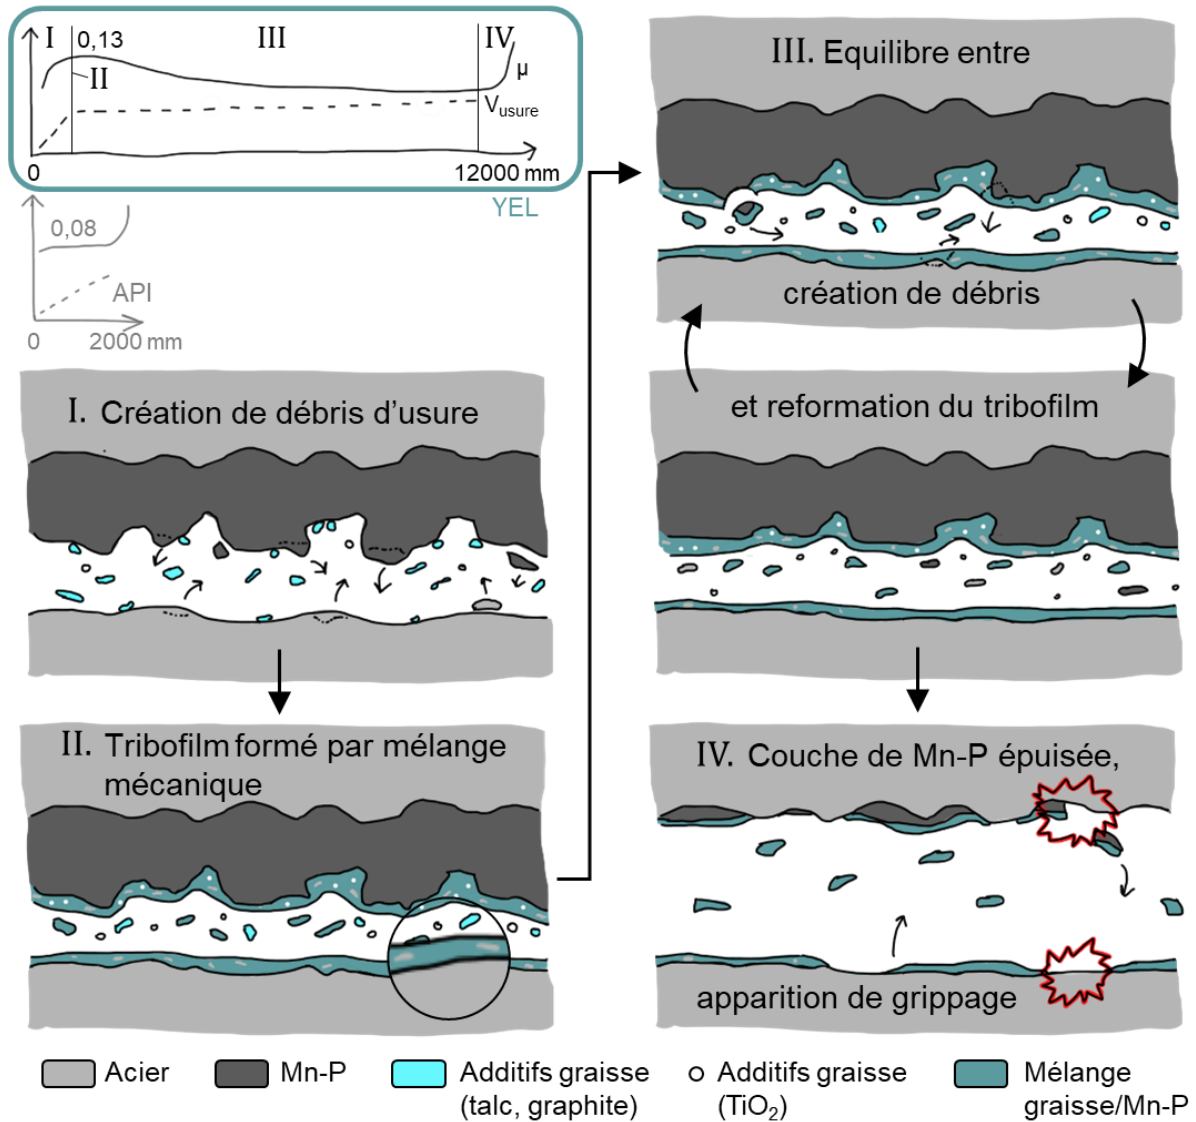 I
0,13
III
IV
II
μ
Vusure
0
12000 mm
YEL
0,08
API
0
2000 mm
I. Création de débris d'usure
II. Tribofilm formé par mélange
mécanique
III. Equilibre entre
création de débris
et reformation du tribofilm
IV. Couche de Mn-P épuisée,
apparition de grippage
Acier
Mn-P
Additifs graisse
(talc, graphite)
Additifs graisse
(TiO₂)
Mélange
graisse/Mn-P